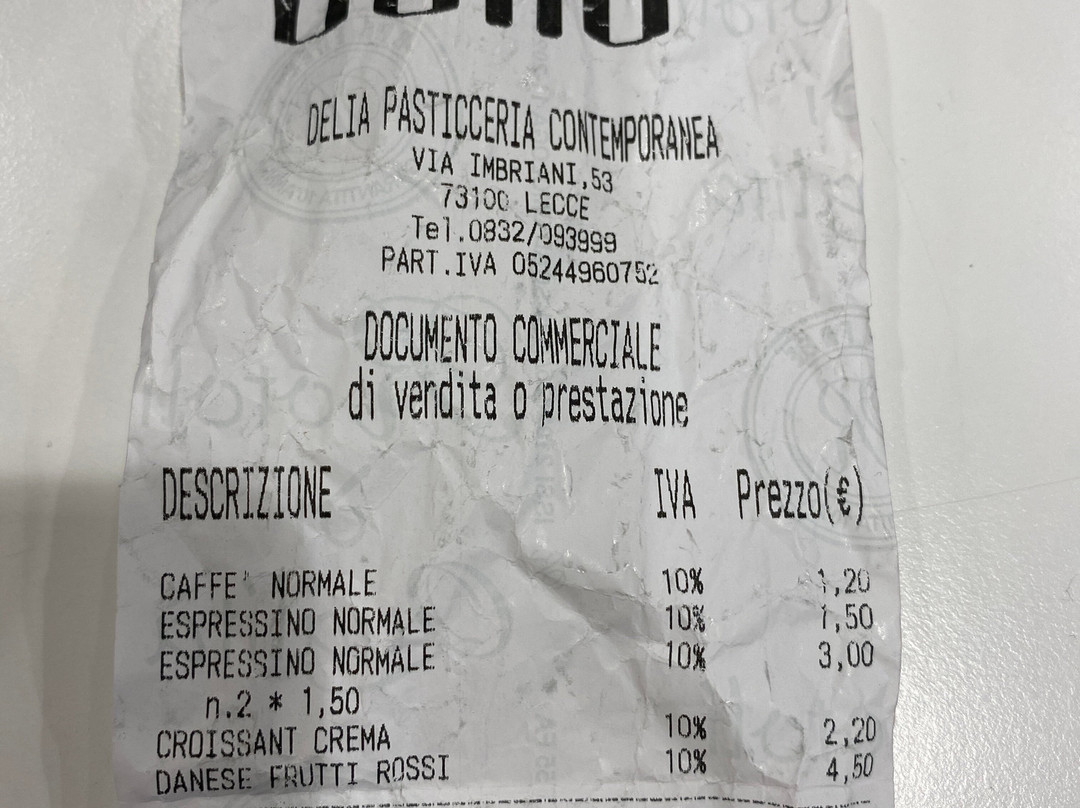 DELIA PASTICCERIA CONTEMPORANEA
VIA IMBRIANI,53
73100 LECCE
Tel.0832/093999
PART.IVA 05244960752
DOCUMENTO COMMERCIALE
di vendita o prestazione
DESCRIZIONE IVA Prezzo(€)
CAFFE' NORMALE 10% 1,20
ESPRESSINO NORMALE 10% 1,50
ESPRESSINO NORMALE 10% 3,00
n.2 * 1,50
CROISSANT CREMA 10% 2,20
DANESE FRUTTI ROSSI 10% 4,50